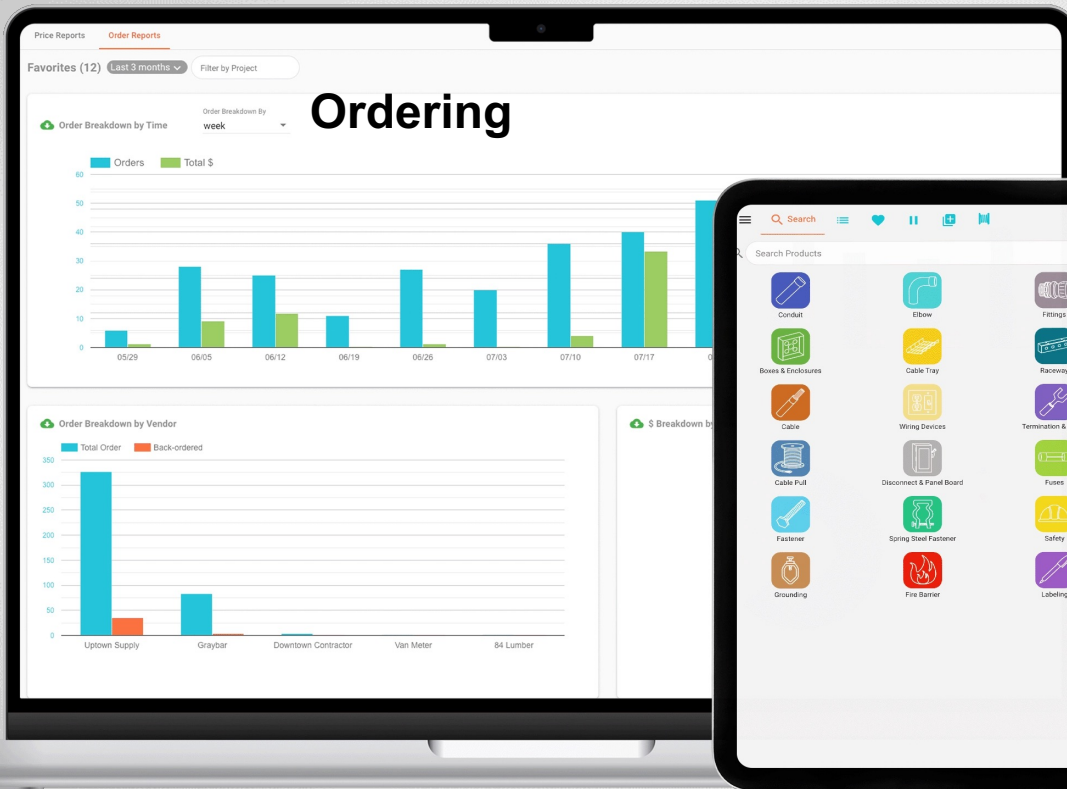 Price Reports Order Reports
Favorites (12) Last 3 months Filter by Project
Ordering
Order Breakdown by Time
Order Breakdown By
week
Orders Total $
60
50
40
30
20
10
0
05/29 06/05 06/12 06/19 06/26 07/03 07/10 07/17 0
Order Breakdown by Vendor
Total Order Back-ordered
350
300
250
200
150
100
50
0
Uptown Supply Graybar Downtown Contractor Van Meter 84 Lumber
$ Breakdown by
Search
Search Products
Conduit Elbow Fittings
Boxes & Enclosures Cable Tray Raceway
Cable Wiring Devices Termination &
Cable Pull Disconnect & Panel Board Fuses
Fastener Spring Steel Fastener Safety
Grounding Fire Barrier Labeling